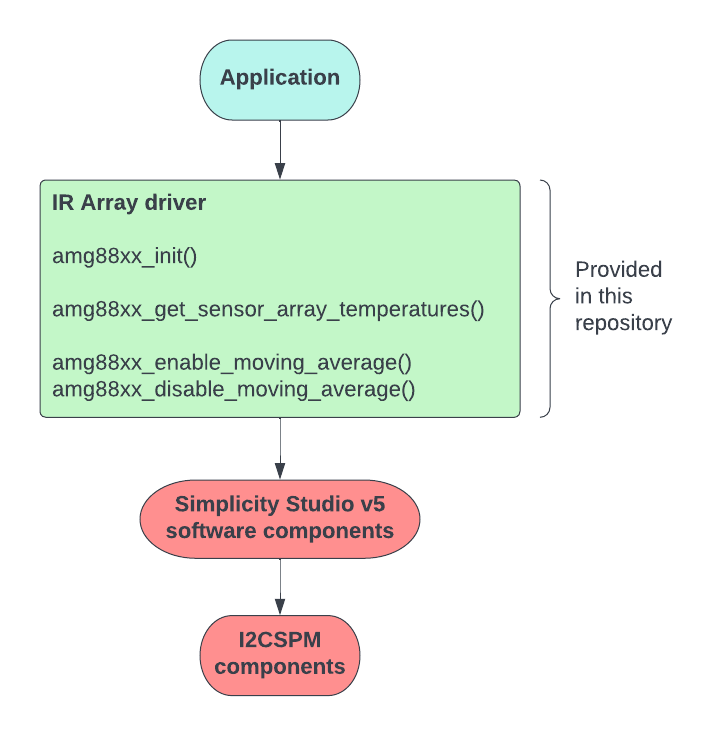 Application
IR Array driver
amg88xx_init()
amg88xx_get_sensor_array_temperatures()
amg88xx_enable_moving_average()
amg88xx_disable_moving_average()
Provided
in this
repository
Simplicity Studio v5
software components
I2CSPM
components